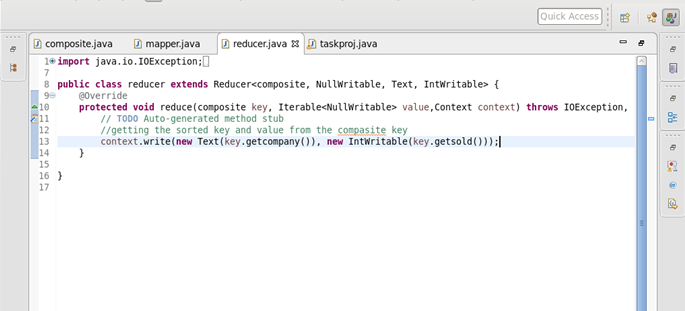 Quick Access
composite.java mapper.java reducer.java taskproj.java
1 import java.io.IOException;
7
8 public class reducer extends Reducer<composite, NullWritable, Text, IntWritable> {
9 @Override
10 protected void reduce(composite key, Iterable<NullWritable> value,Context context) throws IOException,
11 // TODO Auto-generated method stub
12 //getting the sorted key and value from the compasite key
13 context.write(new Text(key.getcompany()), new IntWritable(key.getsold()));
14 }
15
16 }
17